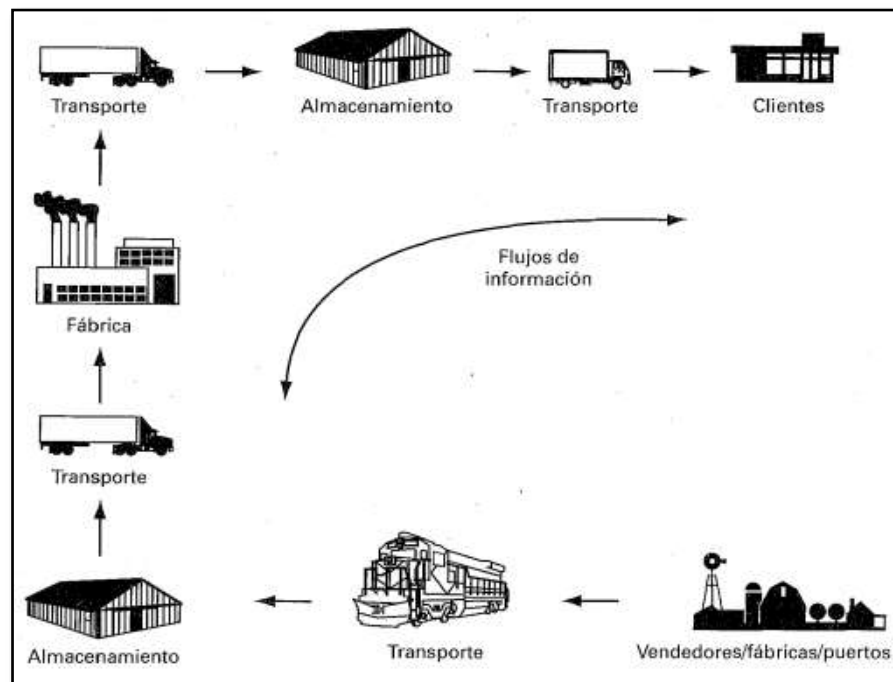 Transporte
Almacenamiento
Transporte
Clientes
Flujos de
información
Fábrica
Transporte
Almacenamiento
Transporte
Vendedores/fábricas/puertos